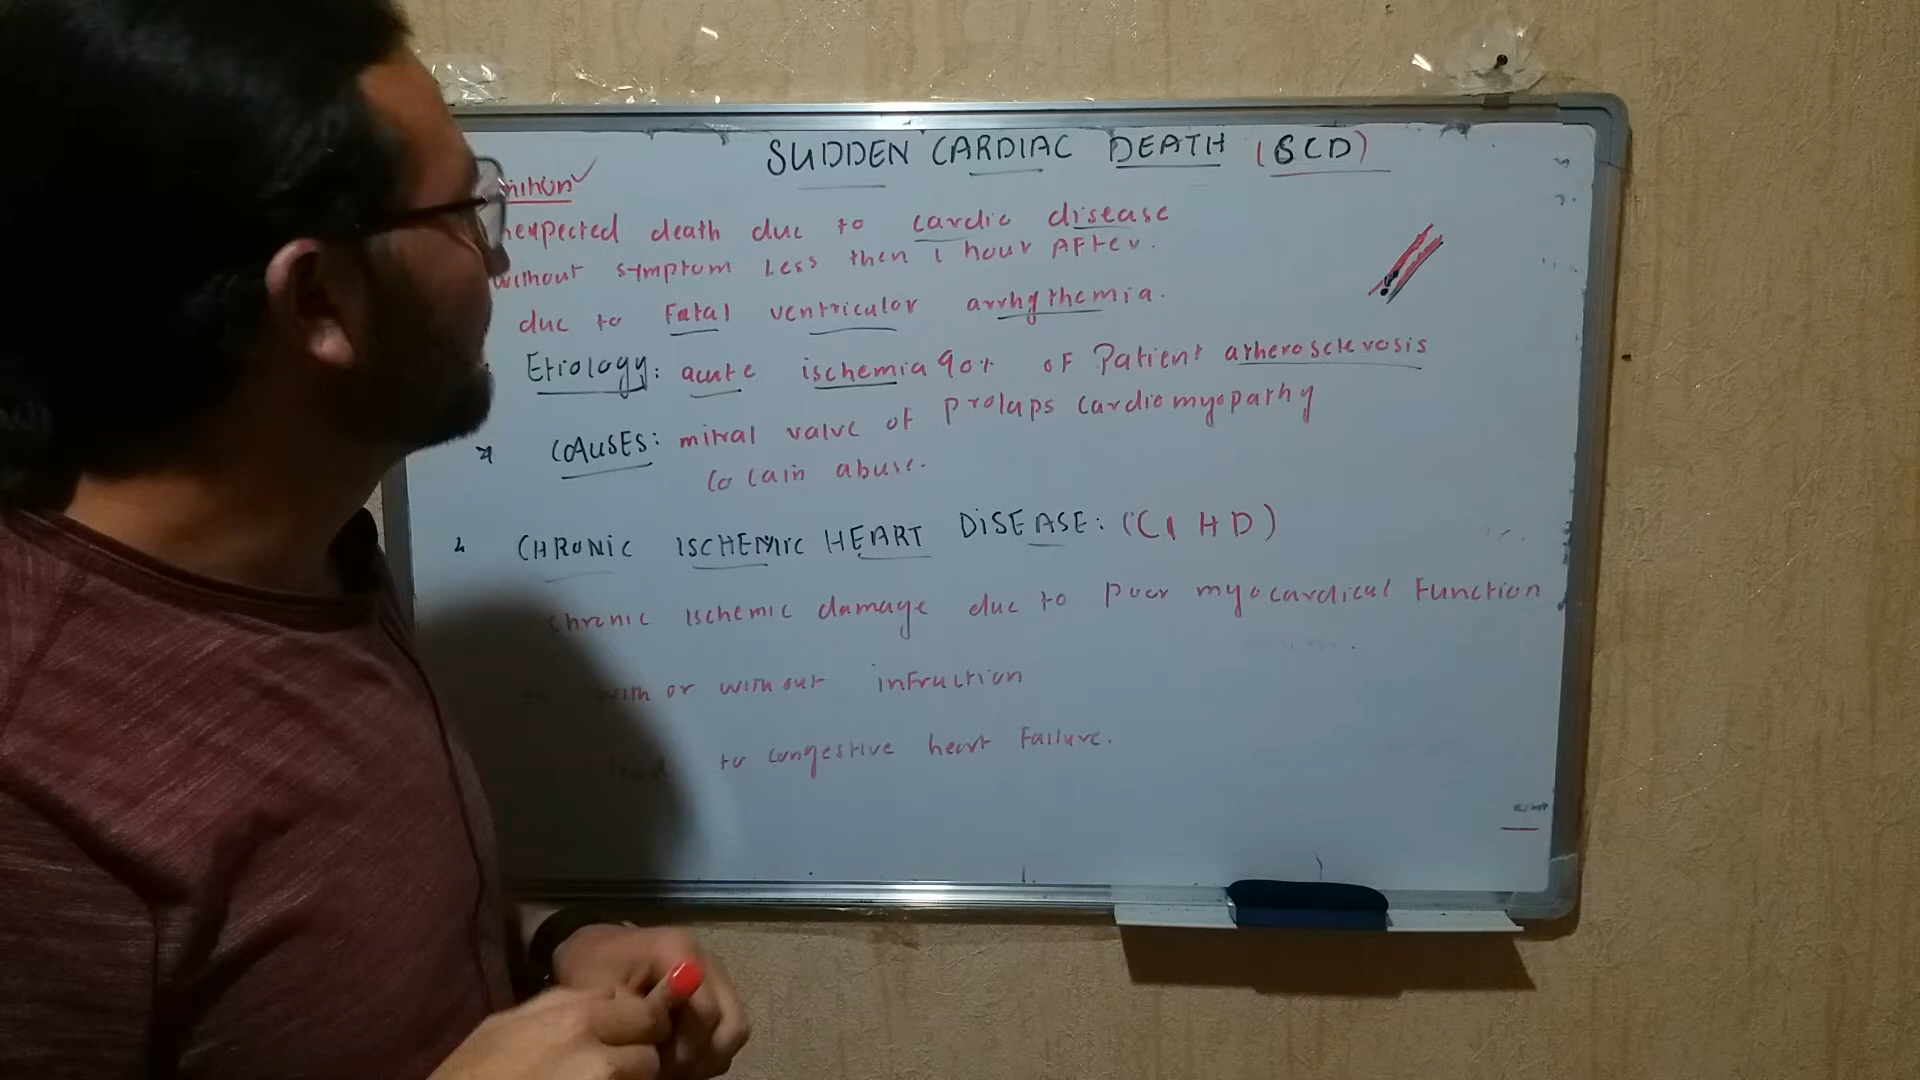 SUDDEN CARDIAC DEATH (SCD)
nition
nexpected death due to cardic disease
without symptom Less then 1 hour AFter.
due to Fatal ventricular arrhythemia.
Etiology: acute ischemia 90% of Patient atherosclerosis
CAUSES: mitral valve of Prolaps cardiomyopathy
Cocain abuse.
CHRONiC ISCHEMIC HEART DiSEASE: (CIHD)
chronic ischemic damage due to poor myocardical Function
with or without infruction
lead to congestive heart Failure.